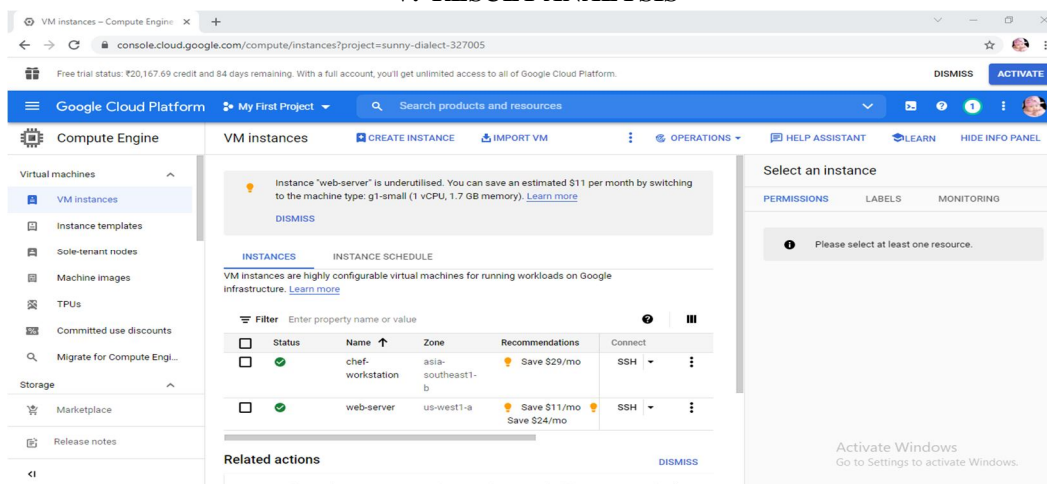 V. RESULT ANALYSIS
VM instances – Compute Engine
console.cloud.google.com/compute/instances?project=sunny-dialect-327005
Free trial status: ₹20,167.69 credit and 84 days remaining. With a full account, you'll get unlimited access to all of Google Cloud Platform. DISMISS ACTIVATE
Google Cloud Platform My First Project Search products and resources 1
Compute Engine VM instances CREATE INSTANCE IMPORT VM OPERATIONS HELP ASSISTANT LEARN HIDE INFO PANEL
Virtual machines
VM instances
Instance templates
Sole-tenant nodes
Machine images
TPUs
Committed use discounts
Migrate for Compute Engi...
Storage
Marketplace
Release notes
Instance "web-server" is underutilised. You can save an estimated $11 per month by switching
to the machine type: g1-small (1 vCPU, 1.7 GB memory). Learn more
DISMISS
INSTANCES INSTANCE SCHEDULE
VM instances are highly configurable virtual machines for running workloads on Google
infrastructure. Learn more
Filter Enter property name or value
Status Name Zone Recommendations Connect
chef- asia- Save $29/mo SSH
workstation southeast1-
b
web-server us-west1-a Save $11/mo SSH
Save $24/mo
Related actions DISMISS
Select an instance
PERMISSIONS LABELS MONITORING
Please select at least one resource.
Activate Windows
Go to Settings to activate Windows.